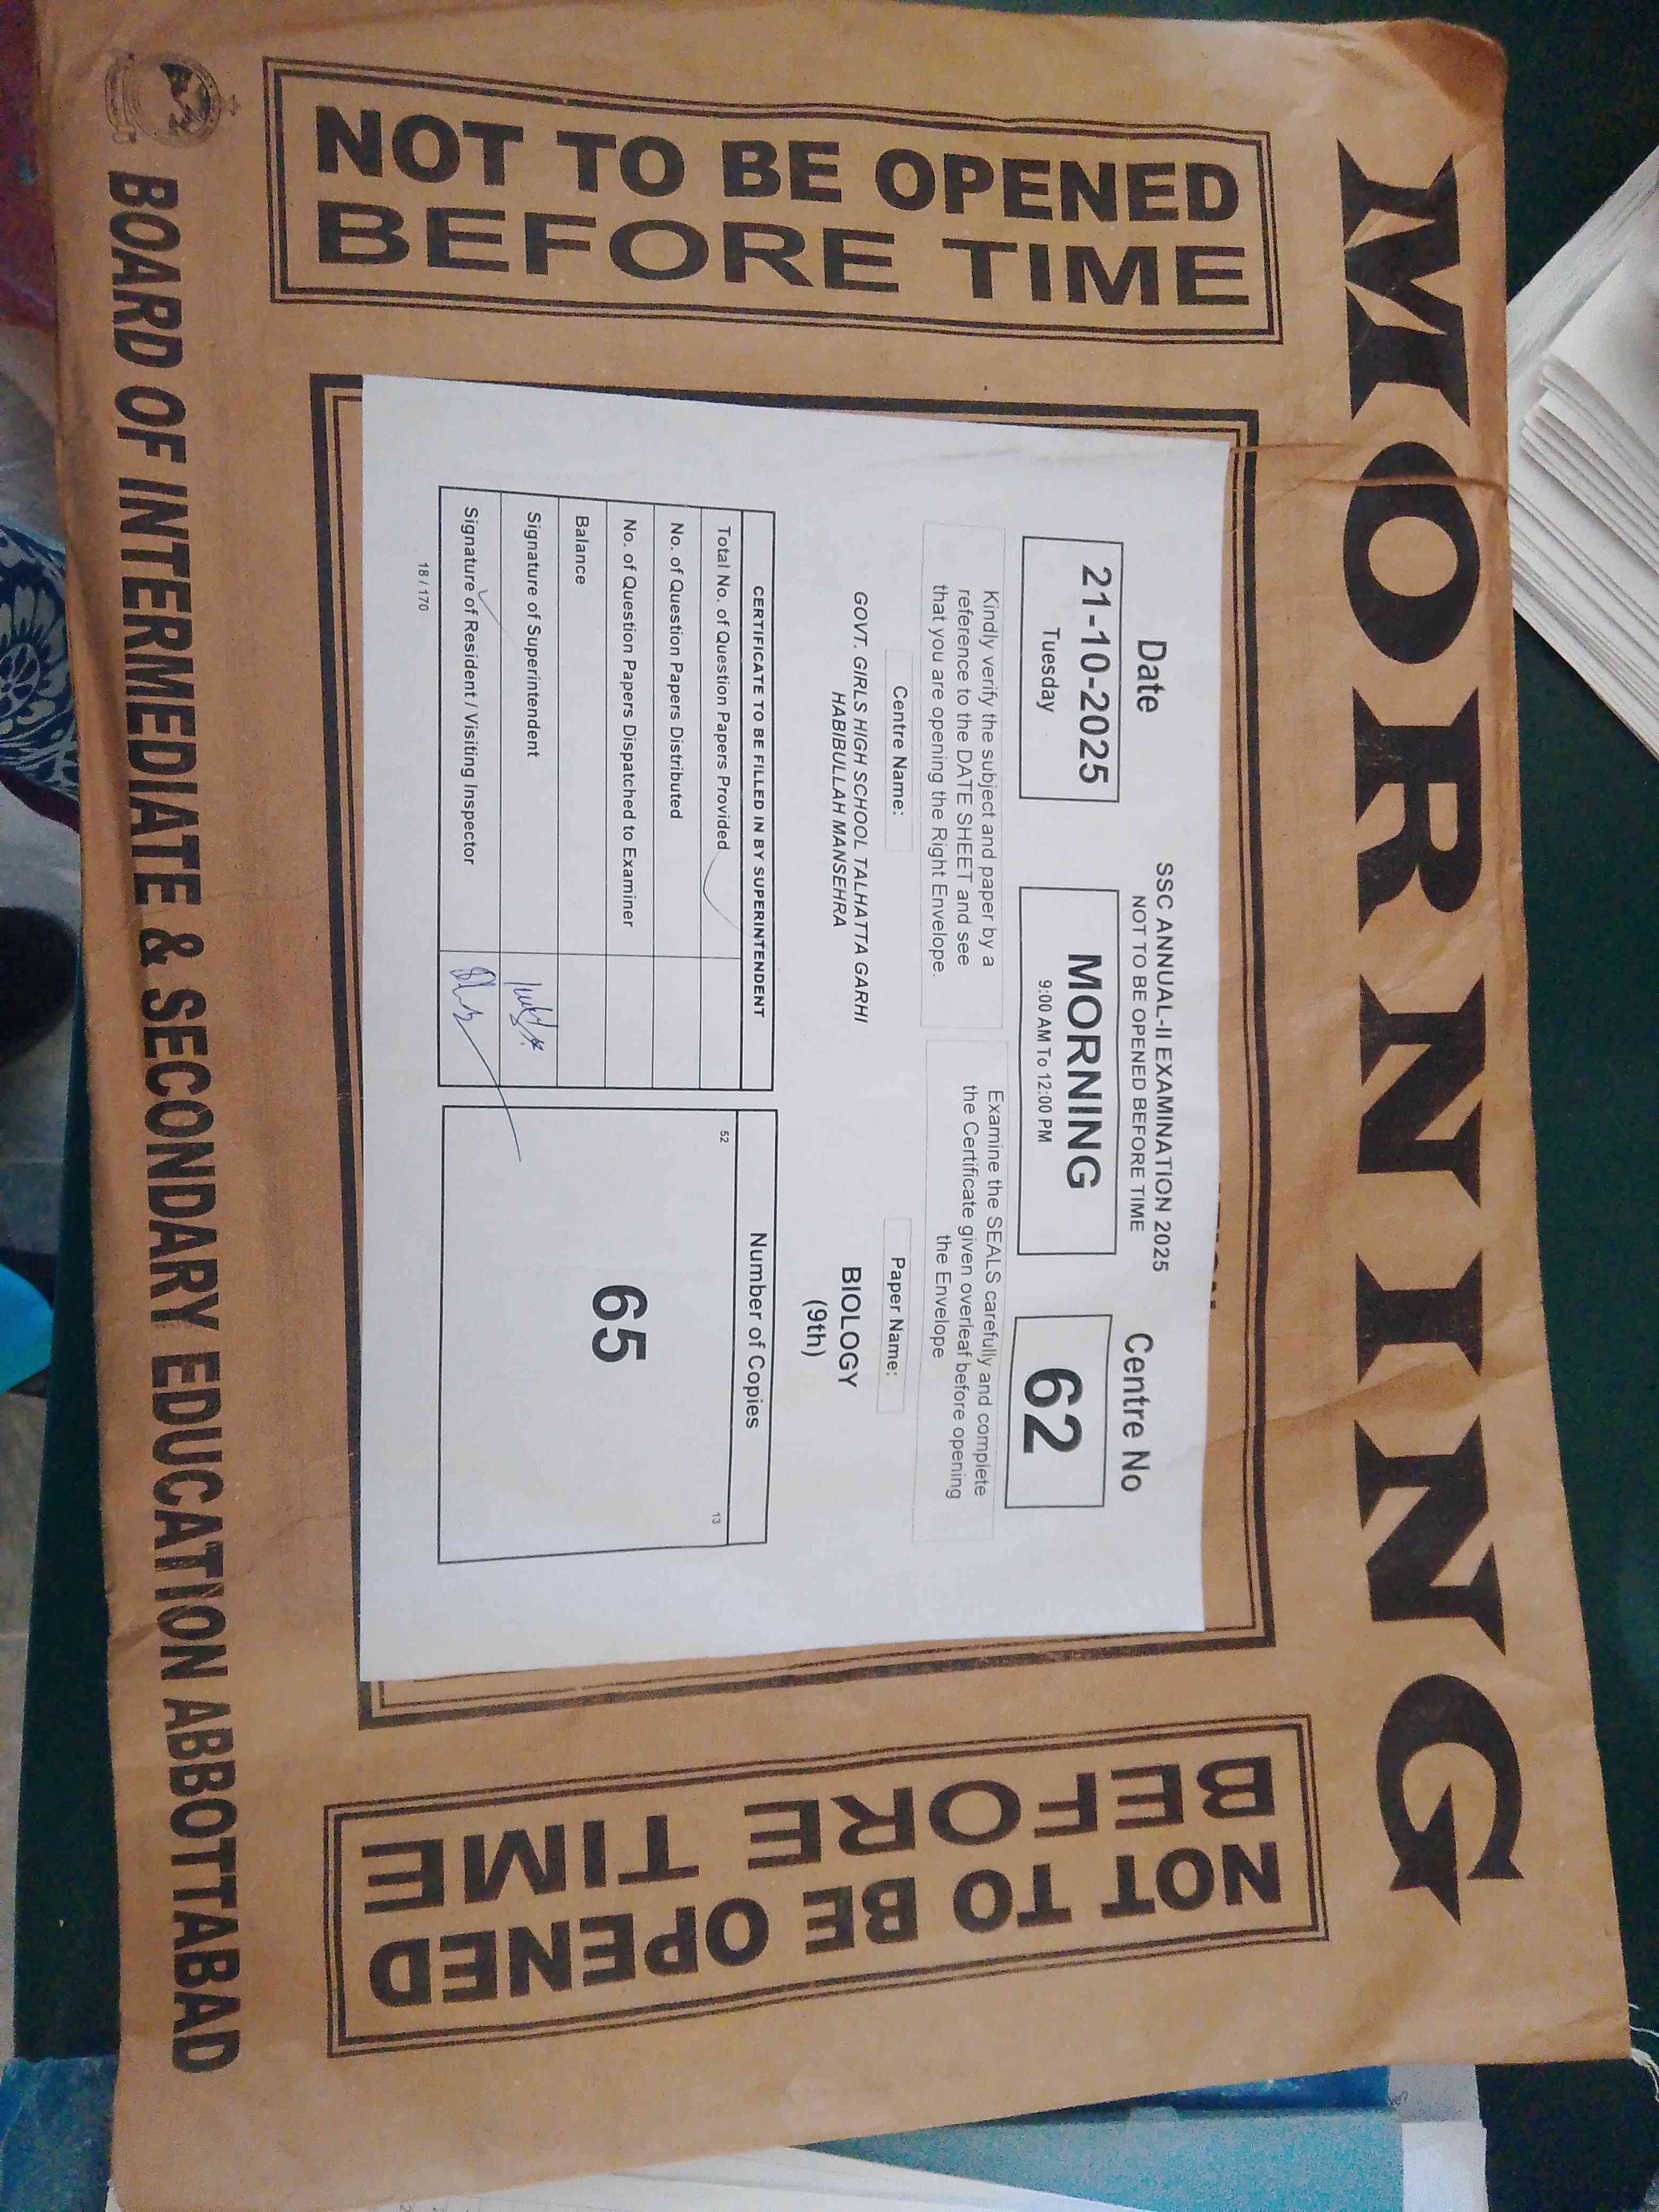 MORNING
NOT TO BE OPENED
BEFORE TIME
SSC ANNUAL-II EXAMINATION 2025
NOT TO BE OPENED BEFORE TIME
Date
21-10-2025
Tuesday
MORNING
9:00 AM To 12:00 PM
Centre No
62
Kindly verify the subject and paper by a
reference to the DATE SHEET and see
that you are opening the Right Envelope.
Examine the SEALS carefully and complete
the Certificate given overleaf before opening
the Envelope
Centre Name:
GOVT. GIRLS HIGH SCHOOL TALHATTA GARHI
HABIBULLAH MANSEHRA
Paper Name:
BIOLOGY
(9th)
CERTIFICATE TO BE FILLED IN BY SUPERINTENDENT
Total No. of Question Papers Provided
No. of Question Papers Distributed
No. of Question Papers Dispatched to Examiner
Balance
Signature of Superintendent
Signature of Resident / Visiting Inspector
18 / 170
Number of Copies
52
13
65
NOT TO BE OPENED
BEFORE TIME
BOARD OF INTERMEDIATE & SECONDARY EDUCATION ABBOTTABAD